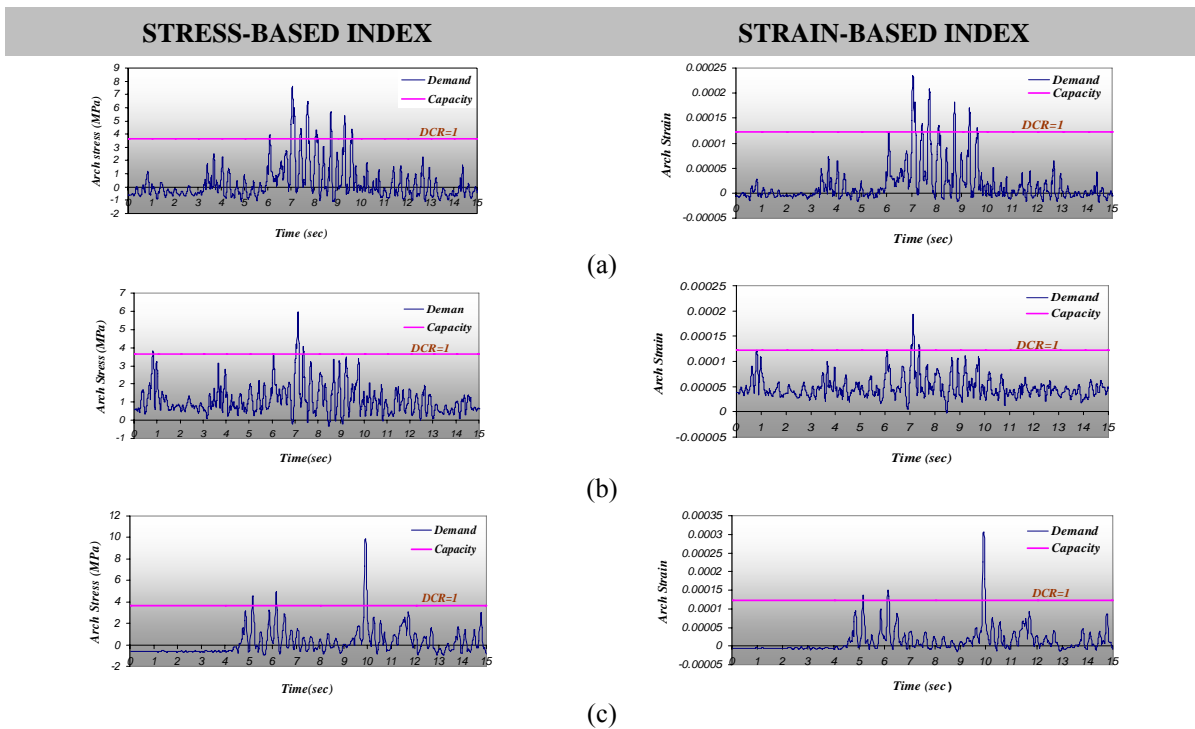 STRESS-BASED INDEX
STRAIN-BASED INDEX
9
8
7
6
5
4
3
2
1
0
-1
-2
Arch stress (MPa)
Demand
Capacity
DCR=1
0 1 2 3 4 5 6 7 8 9 10 11 12 13 14 15
Time (sec)
0.00025
0.0002
0.00015
0.0001
0.00005
0
-0.00005
Arch Strain
Demand
Capacity
DCR=1
0 1 2 3 4 5 6 7 8 9 10 11 12 13 14 15
Time (sec)
(a)
7
6
5
4
3
2
1
0
-1
Arch Stress (MPa)
Deman
Capacity
DCR=1
0 1 2 3 4 5 6 7 8 9 10 11 12 13 14 15
Time(sec)
0.00025
0.0002
0.00015
0.0001
0.00005
0
-0.00005
Arch Strain
Demand
Capacity
DCR=1
0 1 2 3 4 5 6 7 8 9 10 11 12 13 14 15
Time (sec)
(b)
12
10
8
6
4
2
0
-2
Arch Stress (MPa)
Demand
Capacity
DCR=1
0 1 2 3 4 5 6 7 8 9 10 11 12 13 14 15
Time(sec)
0.00035
0.0003
0.00025
0.0002
0.00015
0.0001
0.00005
0
-0.00005
Arch Strain
Demand
Capacity
DCR=1
0 1 2 3 4 5 6 7 8 9 10 11 12 13 14 15
Time (sec)
(c)